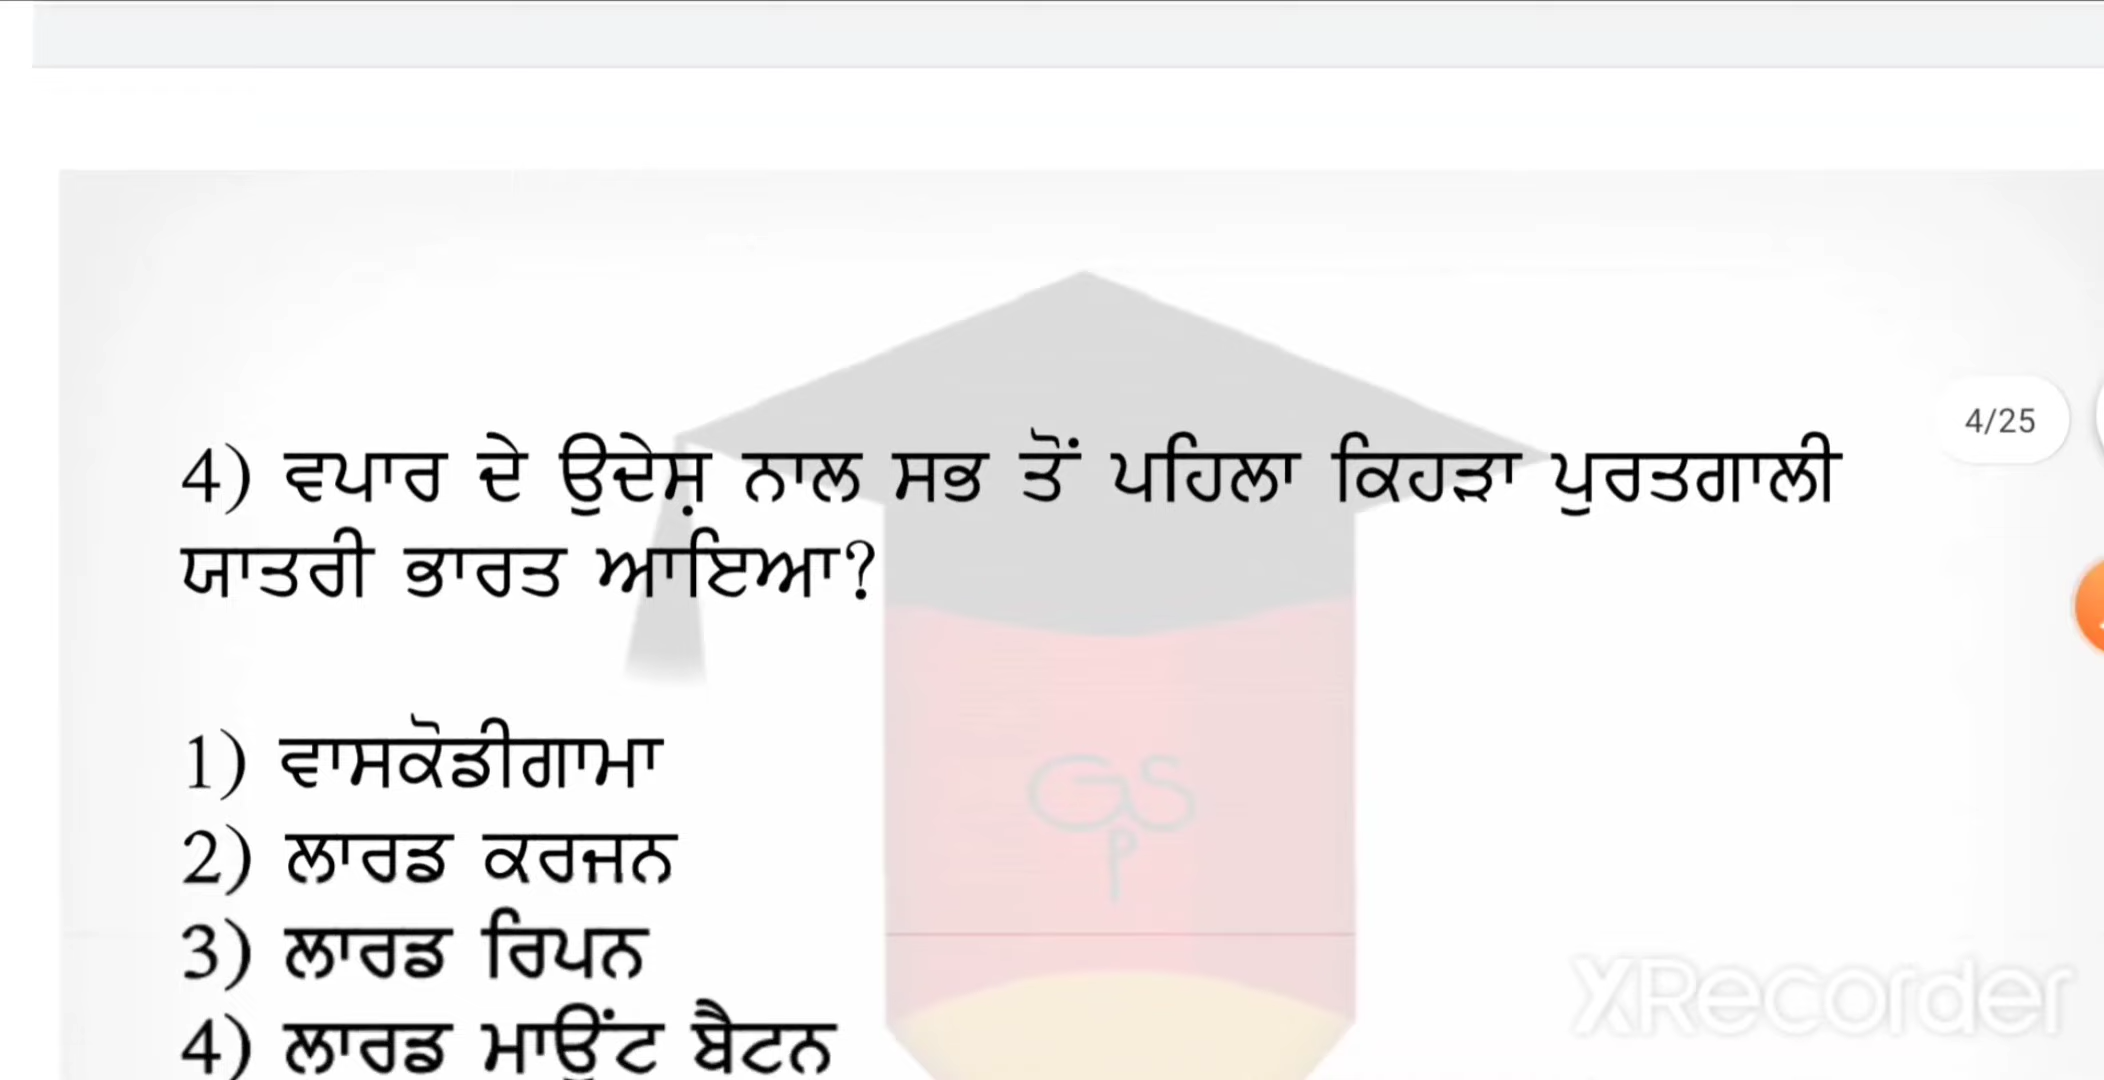 4/25
4) ਵਪਾਰ ਦੇ ਉਦੇਸ਼ ਨਾਲ ਸਭ ਤੋਂ ਪਹਿਲਾ ਕਿਹੜਾ ਪੁਰਤਗਾਲੀ
ਯਾਤਰੀ ਭਾਰਤ ਆਇਆ?
1) ਵਾਸਕੋਡੀਗਾਮਾ
GS
P
2) ਲਾਰਡ ਕਰਜਨ
3) ਲਾਰਡ ਰਿਪਨ
4) ਲਾਰਡ ਮਾਉਂਟ ਬੈਟਨ
XRecorder